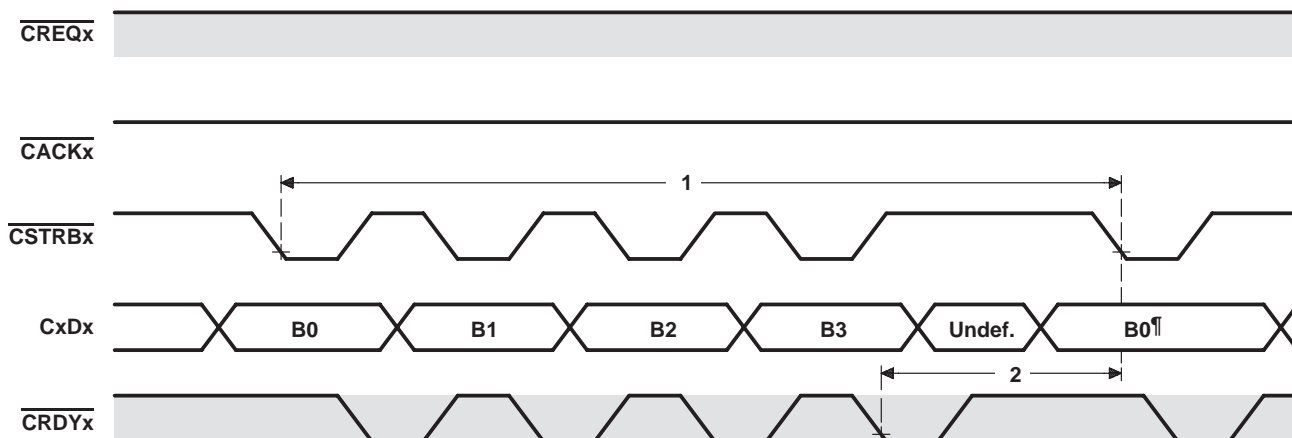 CREQx
CACKx
1
CSTRBx
CxDx
B0
B1
B2
B3
Undef.
B0¶
2
CRDYx